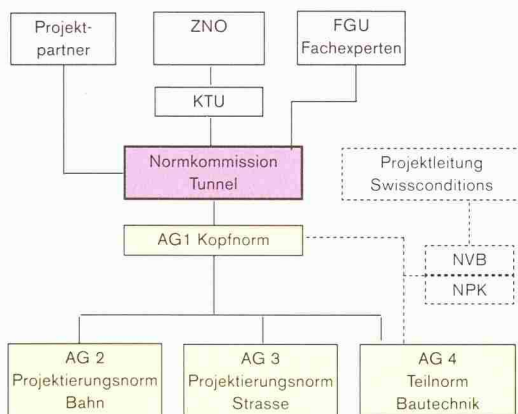 Projekt-
partner
ZNO
FGU
Fachexperten
KTU
Normkommission
Tunnel
Projektleitung
Swissconditions
AG1 Kopfnorm
NVB
NPK
AG 2
Projektierungsnorm
Bahn
AG 3
Projektierungsnorm
Strasse
AG 4
Teilnorm
Bautechnik